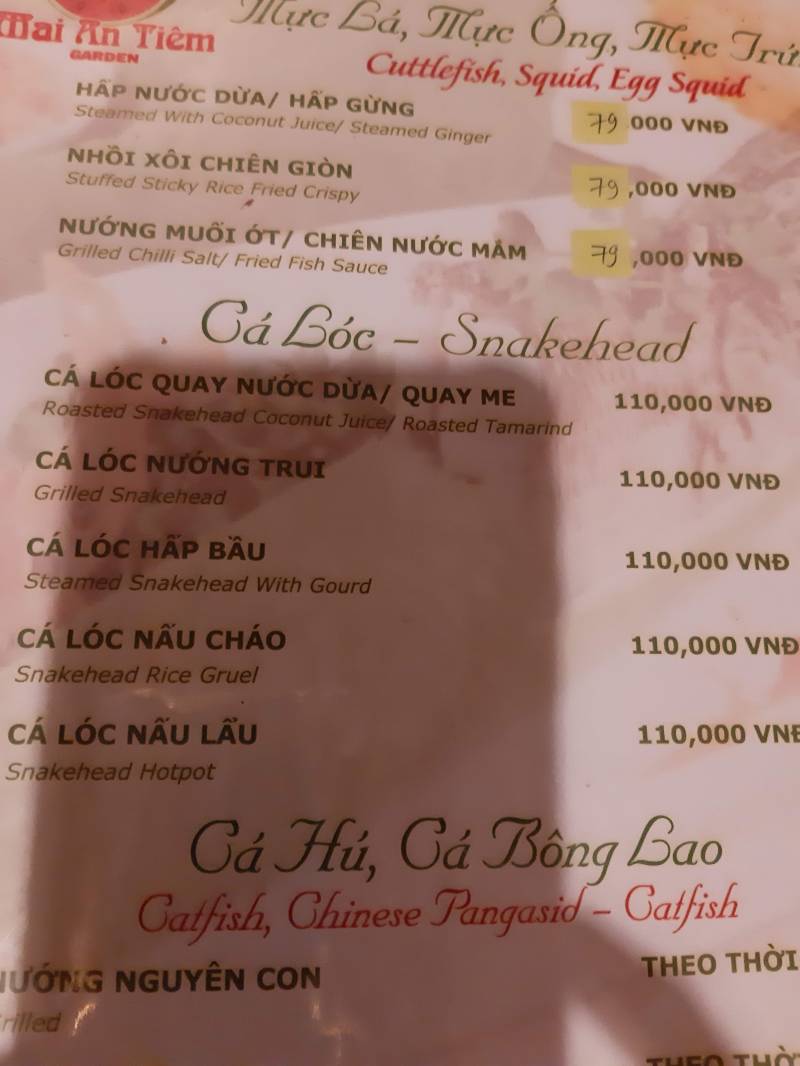 Mai An Tiêm
GARDEN
Mực Lá, Mực Ống, Mực Trứ
Cuttlefish, Squid, Egg Squid
HẤP NƯỚC DỪA/ HẤP GỪNG
Steamed With Coconut Juice/ Steamed Ginger
79.000 VNĐ
NHỒI XÔI CHIÊN GIÒN
Stuffed Sticky Rice Fried Crispy
79,000 VNĐ
NƯỚNG MUỐI ỚT/ CHIÊN NƯỚC MẮM
Grilled Chilli Salt/ Fried Fish Sauce
79,000 VNĐ
Cá Lóc – Snakehead
CÁ LÓC QUAY NƯỚC DỪA/ QUAY ME
Roasted Snakehead Coconut Juice/ Roasted Tamarind
110,000 VNĐ
CÁ LÓC NƯỚNG TRUI
Grilled Snakehead
110,000 VNĐ
CÁ LÓC HẤP BẦU
Steamed Snakehead With Gourd
110,000 VNĐ
CÁ LÓC NẤU CHÁO
Snakehead Rice Gruel
110,000 VNĐ
CÁ LÓC NẤU LẨU
Snakehead Hotpot
110,000 VNĐ
Cá Hú, Cá Bông Lao
Catfish, Chinese Pangasid – Catfish
NƯỚNG NGUYÊN CON
rilled
THEO THỜI
THEO THỜ